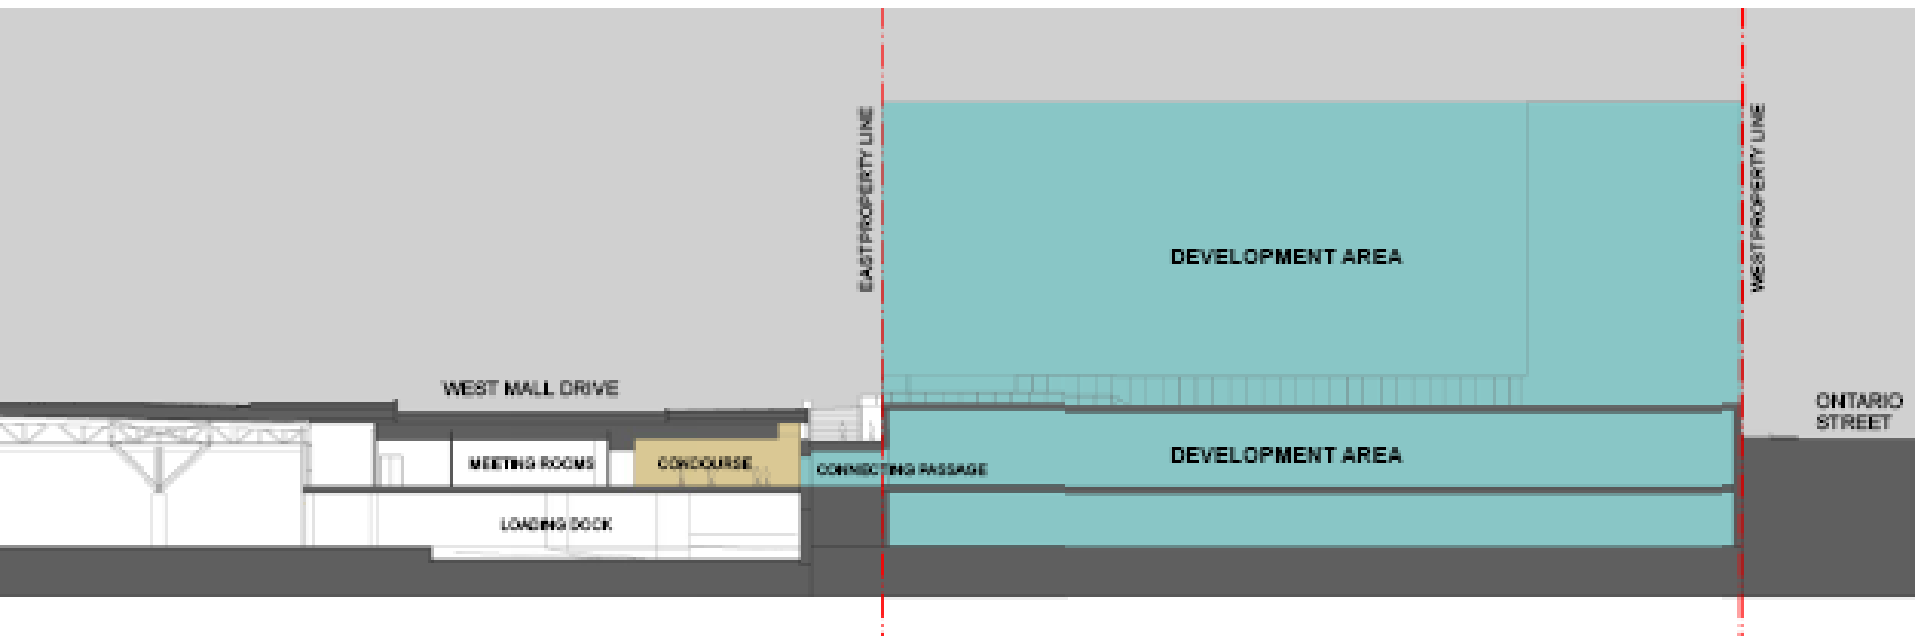 EAST PROPERTY LINE
WEST PROPERTY LINE
DEVELOPMENT AREA
WEST MALL DRIVE
ONTARIO
STREET
MEETING ROOMS
CONCOURSE
CONNECTING PASSAGE
DEVELOPMENT AREA
LOADING DOCK